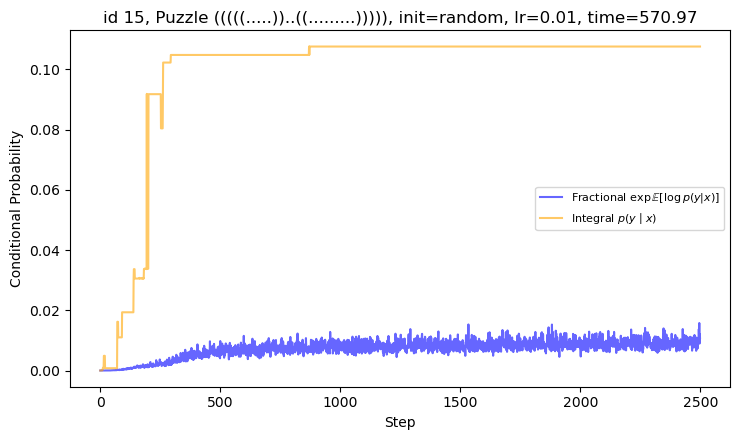 id 15, Puzzle (((((.....))..((.........))))), init=random, lr=0.01, time=570.97
Conditional Probability
0.10
0.08
0.06
0.04
0.02
0.00
Fractional exp𝔼[log p(y|x)]
Integral p(y | x)
0
500
1000
1500
2000
2500
Step